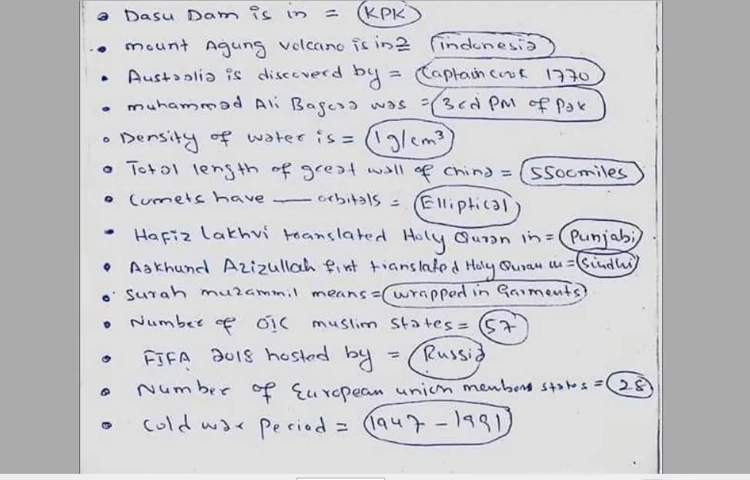 Dasu Dam is in = KPK
mount Agung volcano is in = indonesia
Australia is discoverd by = Captain cook 1770
muhammad Ali Bagora was = 3rd PM of Pak
Density of water is = 1g/cm³
Total length of great wall of china = 5500miles
Comets have — orbitals = Elliptical
Hafiz Lakhvi translated Holy Quran in = Punjabi
Aakhund Azizullah first translated Holy Quran in = Sindhi
Surah muzammil means = wrapped in Garments
Number of OIC muslim states = 57
FIFA 2018 hosted by = Russia
Number of European union members states = 28
Cold war Period = 1947 - 1991